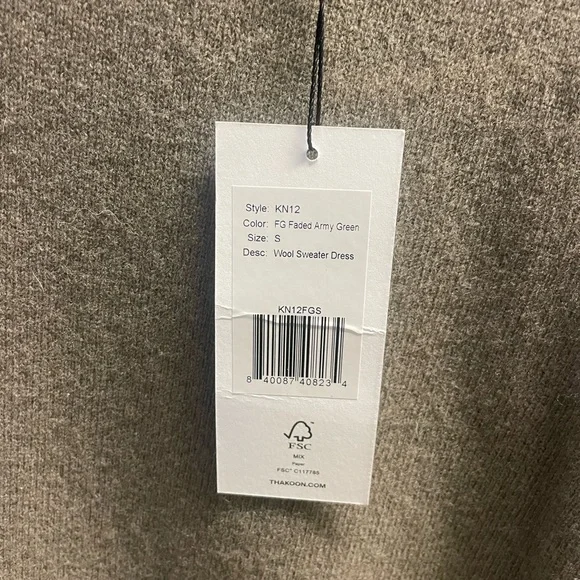 Style: KN12
Color: FG Faded Army Green
Size: S
Desc: Wool Sweater Dress
KN12FGS
8 40087 40823 4
FSC
MIX
Paper
FSC® C117785
THAKOON.COM